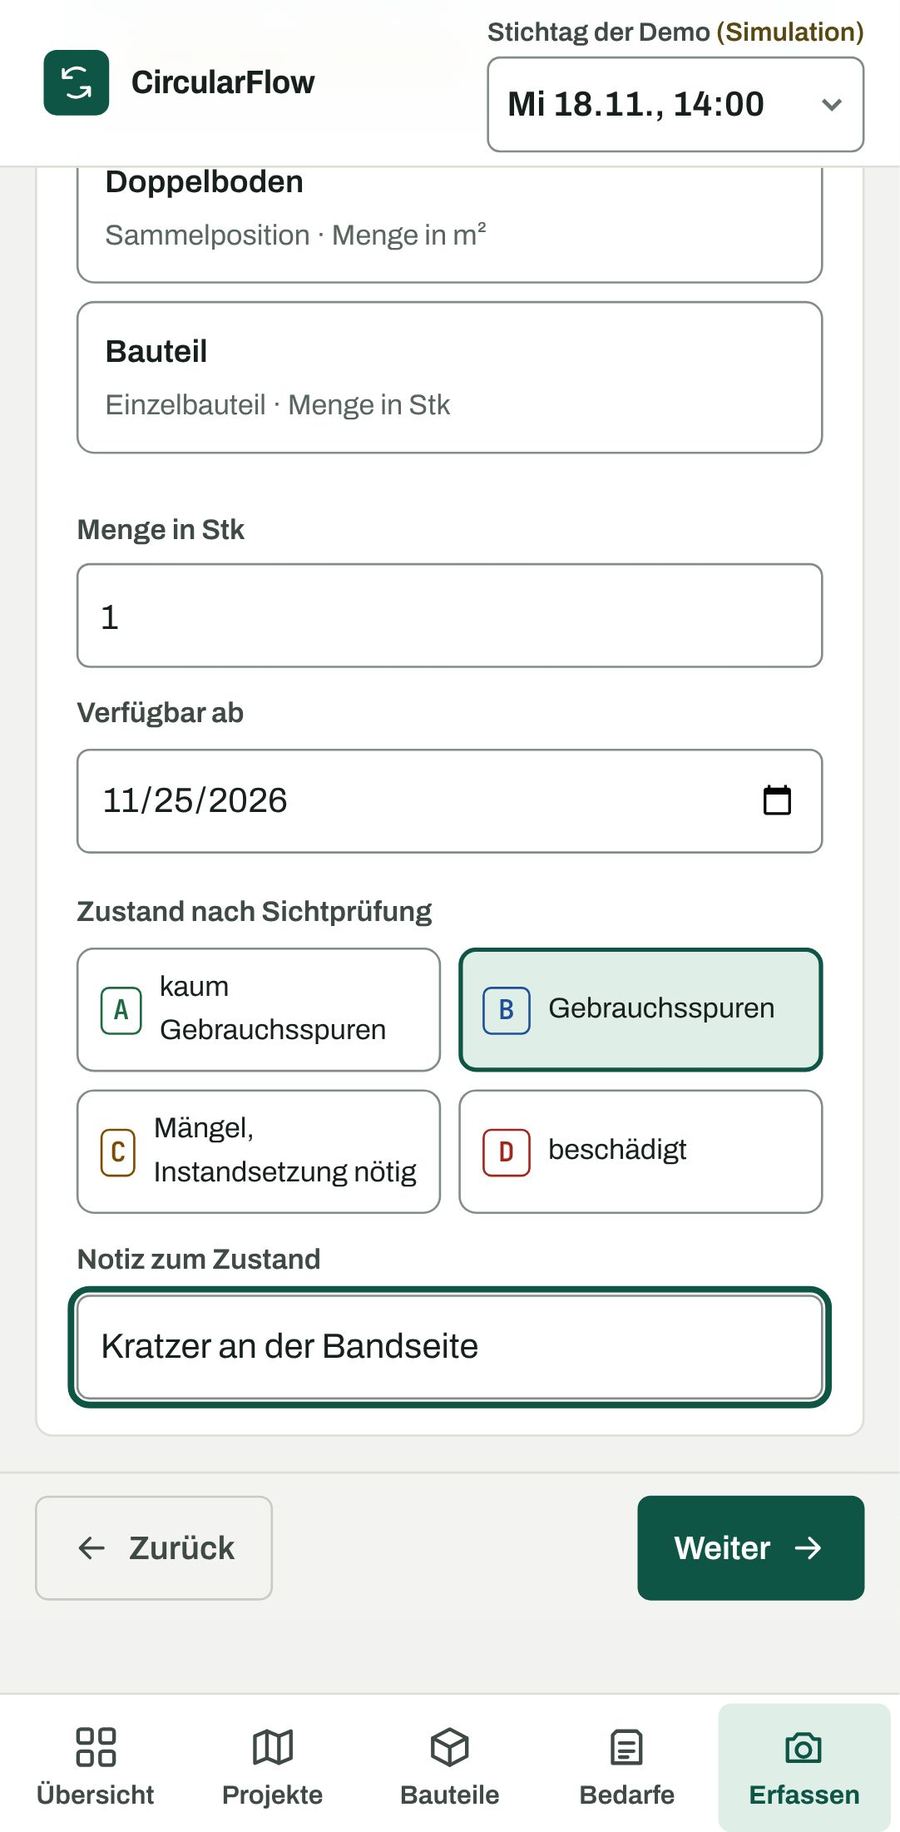 Stichtag der Demo (Simulation)
CircularFlow
Mi 18.11., 14:00
Doppelboden
Sammelposition · Menge in m²
Bauteil
Einzelbauteil · Menge in Stk
Menge in Stk
1
Verfügbar ab
11/25/2026
Zustand nach Sichtprüfung
A kaum
Gebrauchsspuren
B Gebrauchsspuren
C Mängel,
Instandsetzung nötig
D beschädigt
Notiz zum Zustand
Kratzer an der Bandseite
Zurück
Weiter
Übersicht
Projekte
Bauteile
Bedarfe
Erfassen